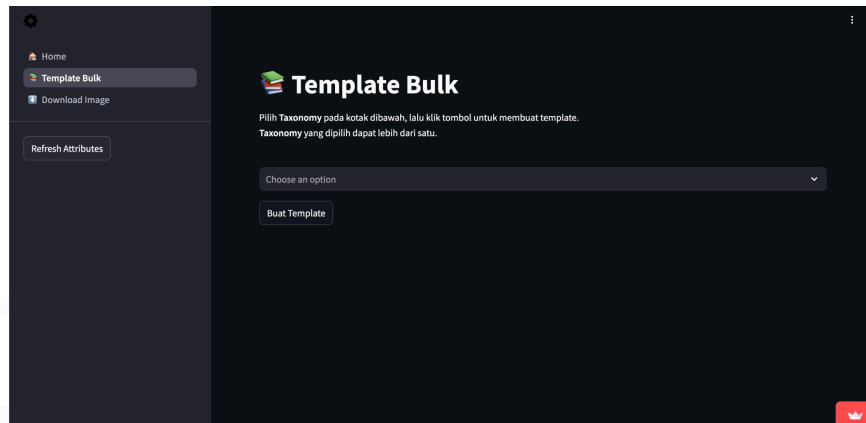 Home
Template Bulk
Download Image
Refresh Attributes
Template Bulk
Pilih Taxonomy pada kotak dibawah, lalu klik tombol untuk membuat template.
Taxonomy yang dipilih dapat lebih dari satu.
Choose an option
Buat Template